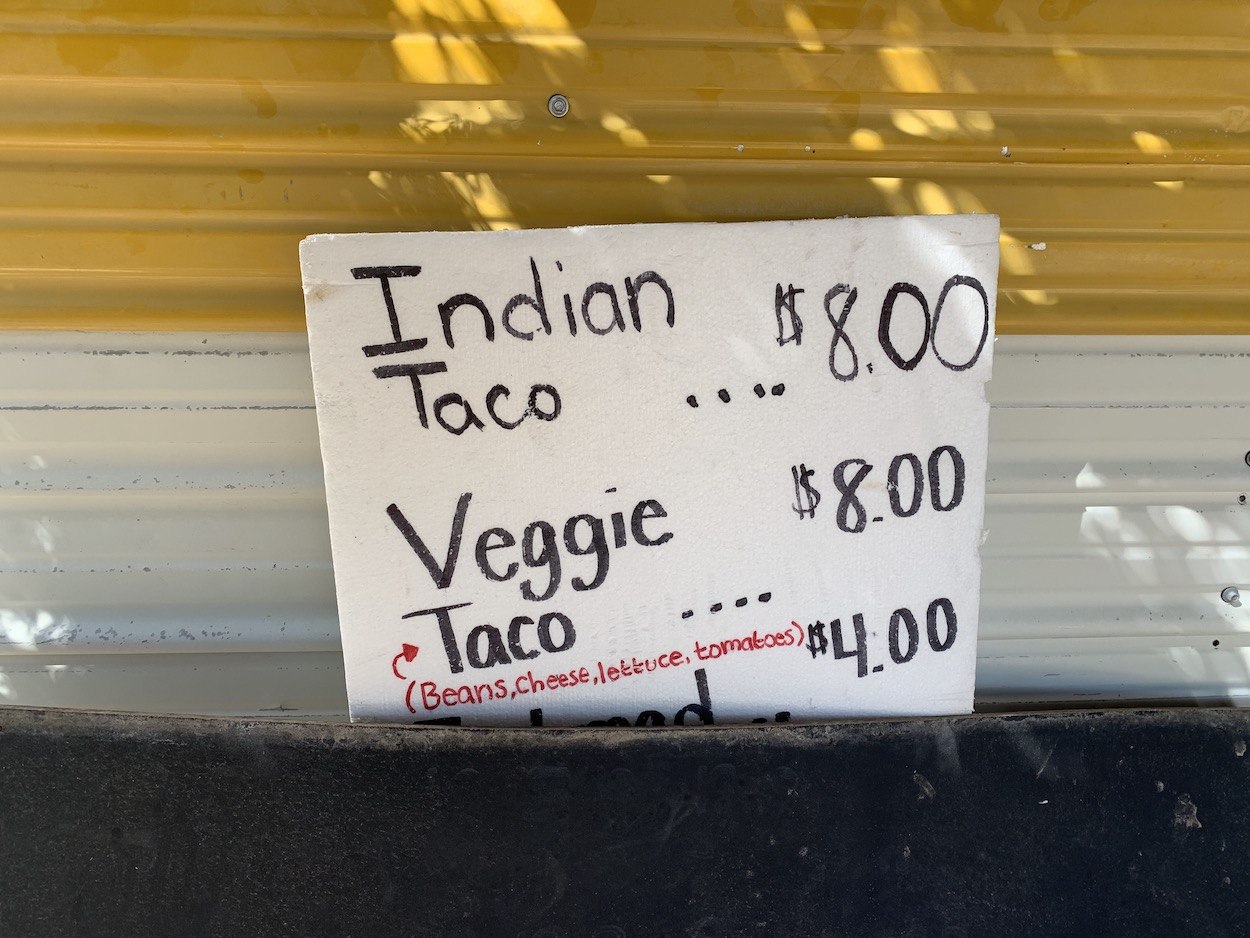 Indian $8.00
Taco ....
Veggie $8.00
Taco ....
(Beans, cheese, lettuce, tomatoes) $4.00